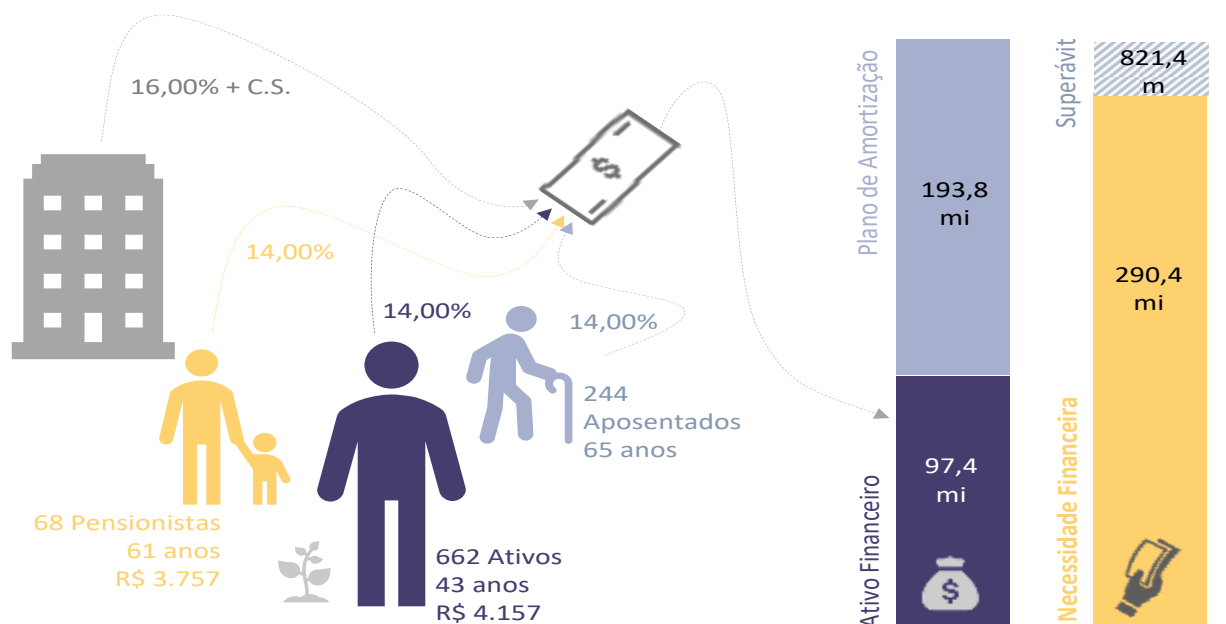 16,00% + C.S.
14,00%
14,00%
14,00%
68 Pensionistas
61 anos
R$ 3.757
662 Ativos
43 anos
R$ 4.157
244
Aposentados
65 anos
$
Plano de Amortização
193,8
mi
Ativo Financeiro
97,4
mi
$
Superávit
821,4
m
Necessidade Financeira
290,4
mi